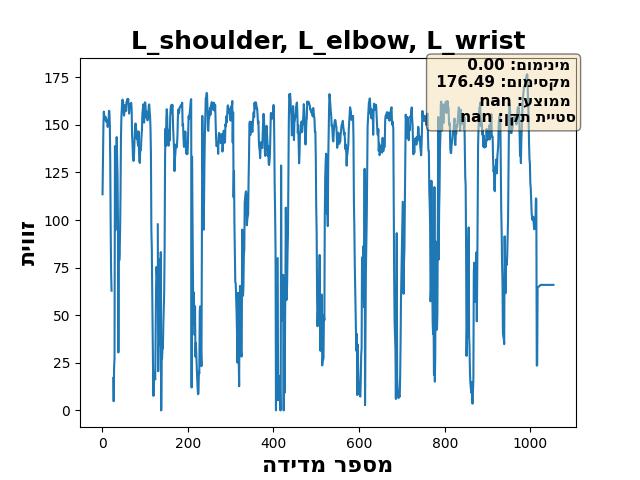 L_shoulder, L_elbow, L_wrist
מינימום: 0.00
מקסימום: 176.49
ממוצע: nan
סטיית תקן: nan
175
150
125
100
75
50
25
0
זווית
0 200 400 600 800 1000
מספר מדידה